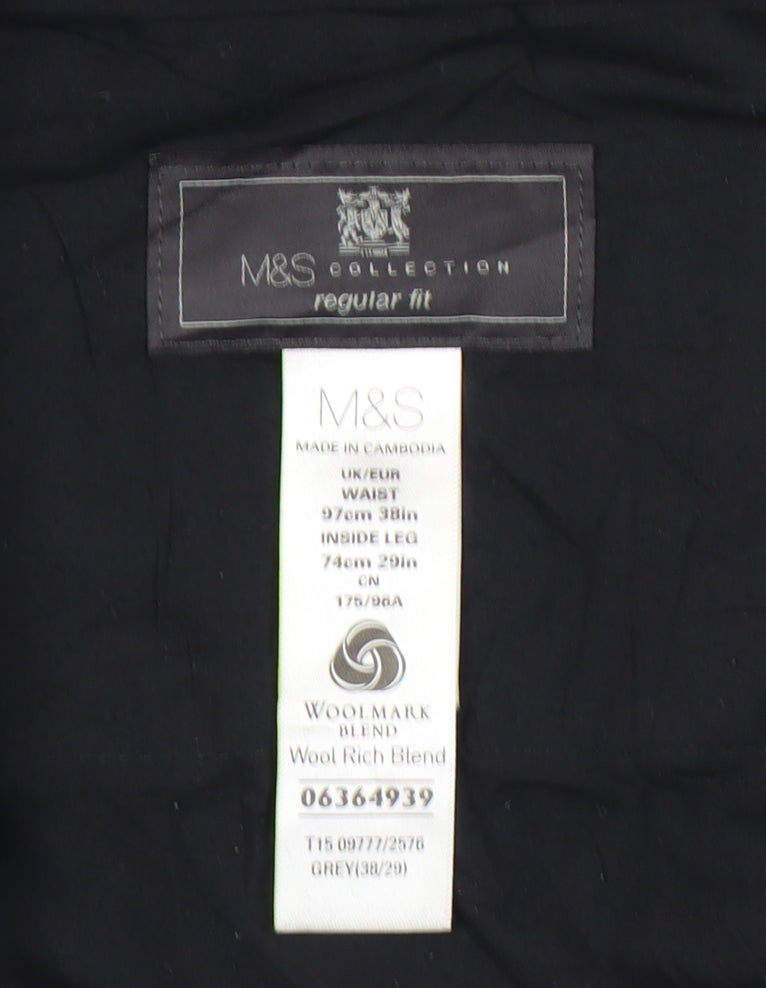 M&S COLLECTION
regular fit
M&S
MADE IN CAMBODIA
UK/EUR
WAIST
97cm 38in
INSIDE LEG
74cm 29in
CN
175/96A
WOOLMARK
BLEND
Wool Rich Blend
06364939
T15 09777/2576
GREY(38/29)